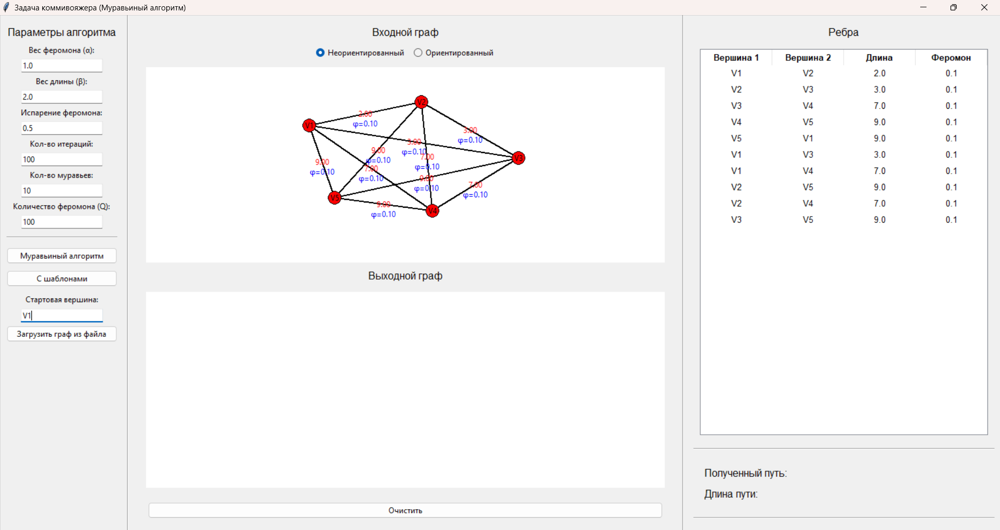 Задача коммивояжера (Муравьиный алгоритм)
Параметры алгоритма
Вес феромона (α):
1.0
Вес длины (β):
2.0
Испарение феромона:
0.5
Кол-во итераций:
100
Кол-во муравьев:
10
Количество феромона (Q):
100
Муравьиный алгоритм
С шаблонами
Стартовая вершина:
V1
Загрузить граф из файла
Входной граф
Неориентированный Ориентированный
V2
2.00
φ=0.10
V1
3.00
φ=0.10
3.00
φ=0.10
9.00
φ=0.10
7.00
φ=0.10
V3
9.00
φ=0.10
7.00
φ=0.10
9.00
φ=0.10
7.00
φ=0.10
V5
9.00
φ=0.10
V4
Выходной граф
Очистить
Ребра
Вершина 1 Вершина 2 Длина Феромон
V1 V2 2.0 0.1
V2 V3 3.0 0.1
V3 V4 7.0 0.1
V4 V5 9.0 0.1
V5 V1 9.0 0.1
V1 V3 3.0 0.1
V1 V4 7.0 0.1
V2 V5 9.0 0.1
V2 V4 7.0 0.1
V3 V5 9.0 0.1
Полученный путь:
Длина пути: